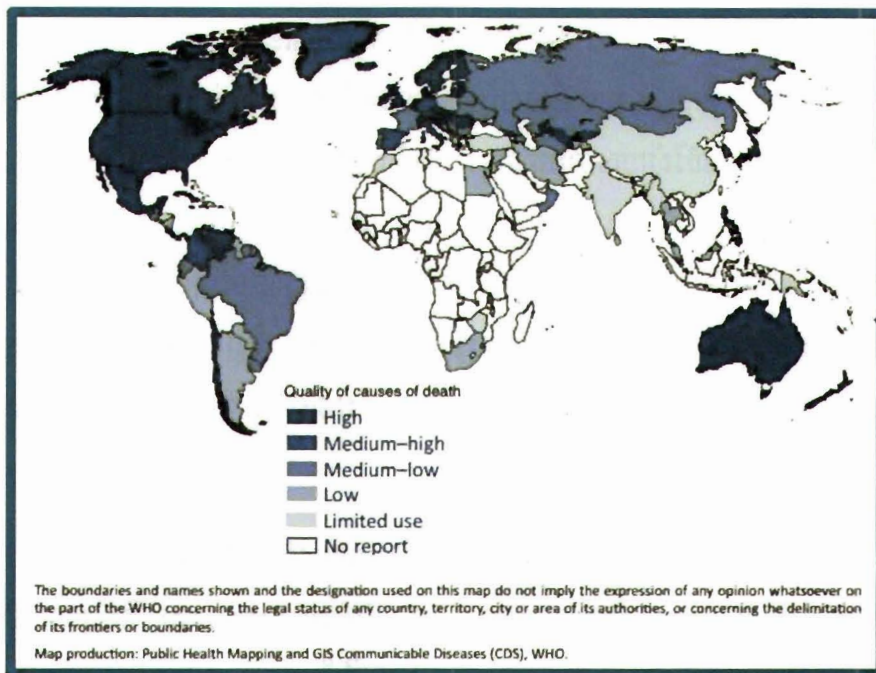 Quality of causes of death
High
Medium–high
Medium–low
Low
Limited use
No report
The boundaries and names shown and the designation used on this map do not imply the expression of any opinion whatsoever on
the part of the WHO concerning the legal status of any country, territory, city or area of its authorities, or concerning the delimitation
of its frontiers or boundaries.
Map production: Public Health Mapping and GIS Communicable Diseases (CDS), WHO.